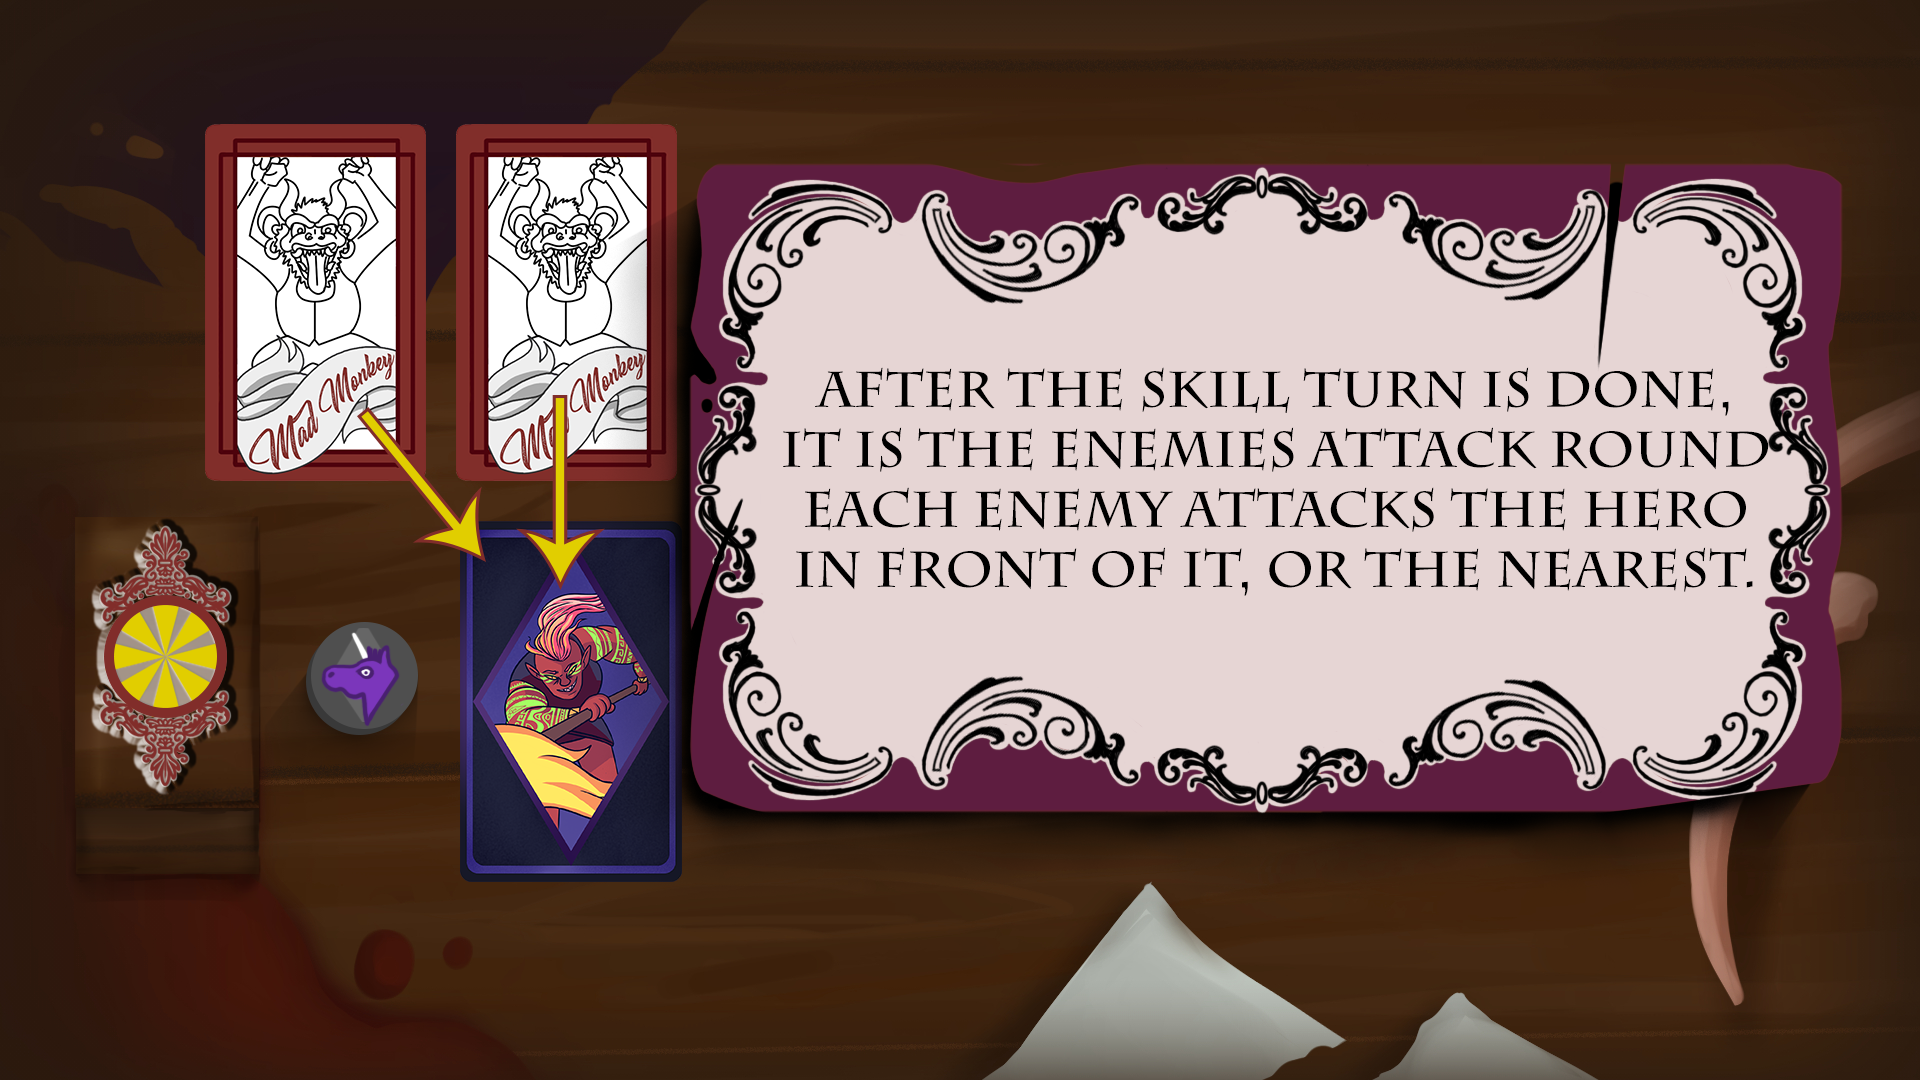 Mad Monkey
Mad Monkey
AFTER THE SKILL TURN IS DONE,
IT IS THE ENEMIES ATTACK ROUND
EACH ENEMY ATTACKS THE HERO
IN FRONT OF IT, OR THE NEAREST.